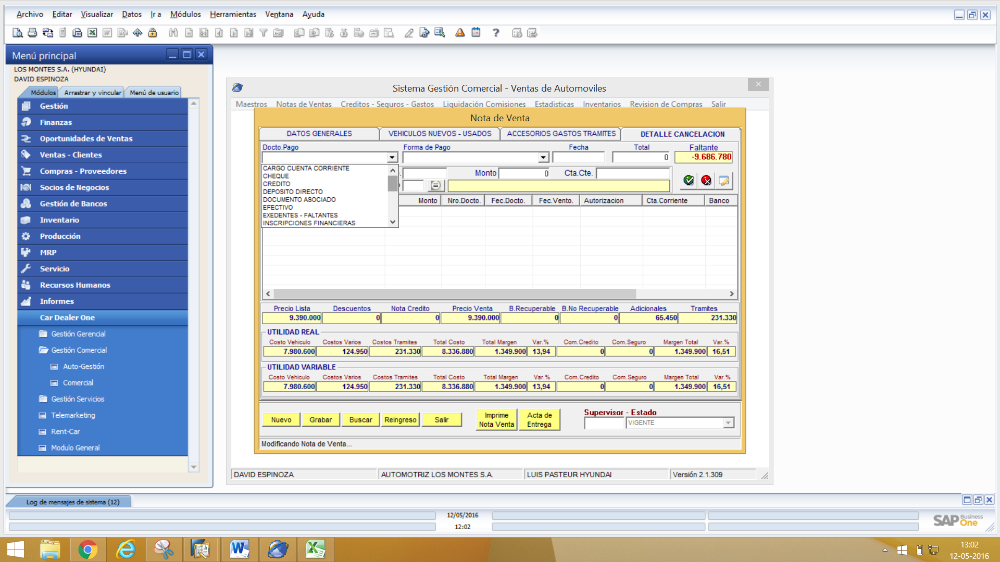 Archivo Editar Visualizar Datos Ir a Módulos Herramientas Ventana Ayuda
Menú principal
LOS MONTES S.A. (HYUNDAI)
DAVID ESPINOZA
Módulos Arrastrar y vincular Menú de usuario
Gestión
Finanzas
Oportunidades de Ventas
Ventas - Clientes
Compras - Proveedores
Socios de Negocios
Gestión de Bancos
Inventario
Producción
MRP
Servicio
Recursos Humanos
Informes
Car Dealer One
Gestión Gerencial
Gestión Comercial
Auto-Gestión
Comercial
Gestión Servicios
Telemarketing
Rent-Car
Modulo General
Sistema Gestión Comercial - Ventas de Automoviles
Maestros Notas de Ventas Creditos - Seguros - Gastos Liquidación Comisiones Estadisticas Inventarios Revision de Compras Salir
Nota de Venta
DATOS GENERALES VEHICULOS NUEVOS - USADOS ACCESORIOS GASTOS TRAMITES DETALLE CANCELACION
Docto.Pago Forma de Pago Fecha Total Faltante
0 -9.686.780
CARGO CUENTA CORRIENTE
CHEQUE
CREDITO
DEPOSITO DIRECTO
DOCUMENTO ASOCIADO
EFECTIVO
EXEDENTES - FALTANTES
INSCRIPCIONES FINANCIERAS
Monto 0 Cta.Cte.
Monto Nro.Docto. Fec.Docto. Fec.Vento. Autorizacion Cta.Corriente Banco
Precio Lista Descuentos Nota Credito Precio Venta B.Recuperable B.No Recuperable Adicionales Tramites
9.390.000 0 0 9.390.000 0 0 65.450 231.330
UTILIDAD REAL
Costo Vehiculo Costos Varios Costos Tramites Total Costo Total Margen Var.% Com.Credito Com.Seguro Margen Total Var.%
7.980.600 124.950 231.330 8.336.880 1.349.900 13,94 0 0 1.349.900 16,51
UTILIDAD VARIABLE
Costo Vehiculo Costos Varios Costos Tramites Total Costo Total Margen Var.% Com.Credito Com.Seguro Margen Total Var.%
7.980.600 124.950 231.330 8.336.880 1.349.900 13,94 0 0 1.349.900 16,51
Nuevo Grabar Buscar Reingreso Salir Imprime Nota Venta Acta de Entrega
Supervisor - Estado
VIGENTE
Modificando Nota de Venta...
DAVID ESPINOZA AUTOMOTRIZ LOS MONTES S.A. LUIS PASTEUR HYUNDAI Versión 2.1.309
Log de mensajes de sistema (12)
12/05/2016
12:02
SAP Business One
13:02
12-05-2016